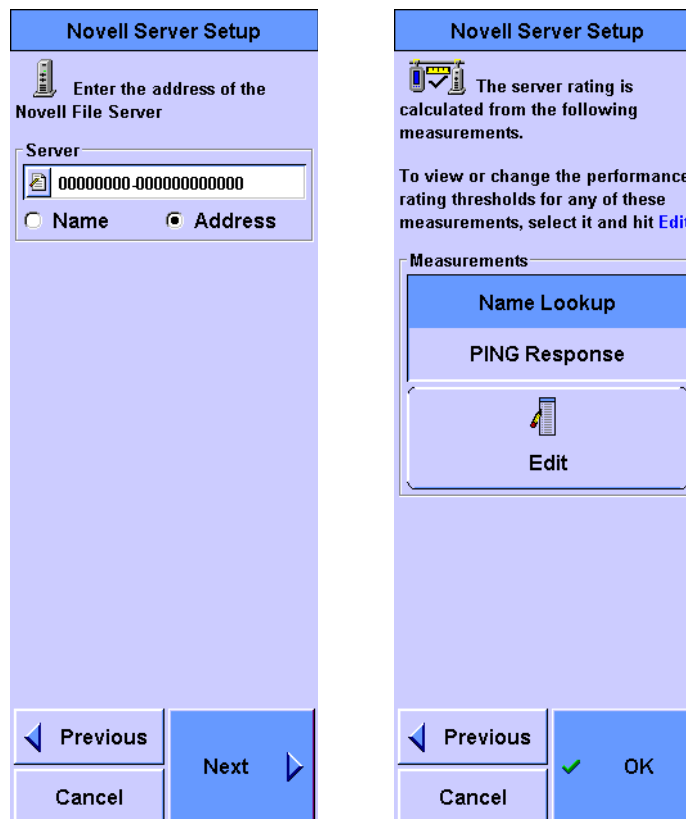 Novell Server Setup
Enter the address of the
Novell File Server
Server
00000000-000000000000
Name Address
Previous
Next
Cancel
Novell Server Setup
The server rating is
calculated from the following
measurements.
To view or change the performance
rating thresholds for any of these
measurements, select it and hit Edit
Measurements
Name Lookup
PING Response
Edit
Previous
OK
Cancel